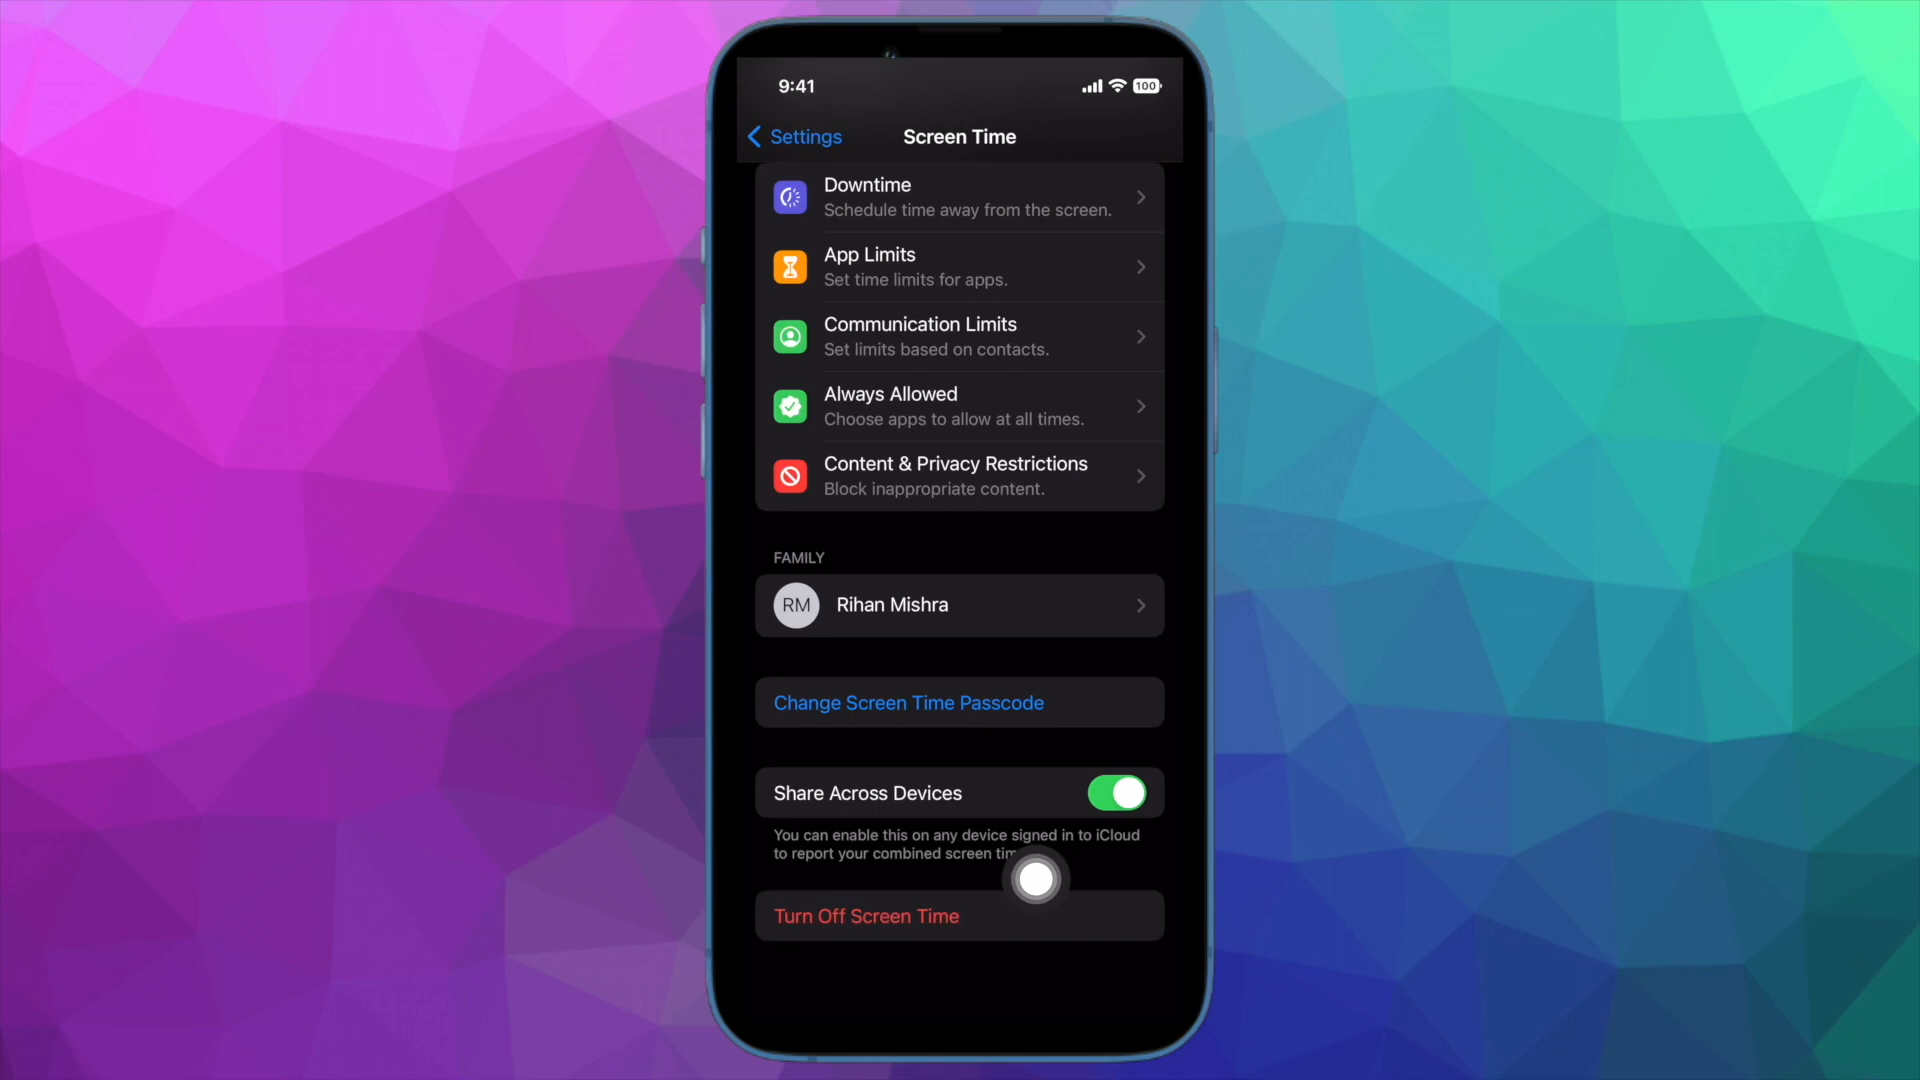 9:41
100
Settings
Screen Time
Downtime
Schedule time away from the screen.
App Limits
Set time limits for apps.
Communication Limits
Set limits based on contacts.
Always Allowed
Choose apps to allow at all times.
Content & Privacy Restrictions
Block inappropriate content.
FAMILY
RM
Rihan Mishra
Change Screen Time Passcode
Share Across Devices
You can enable this on any device signed in to iCloud
to report your combined screen
Turn Off Screen Time